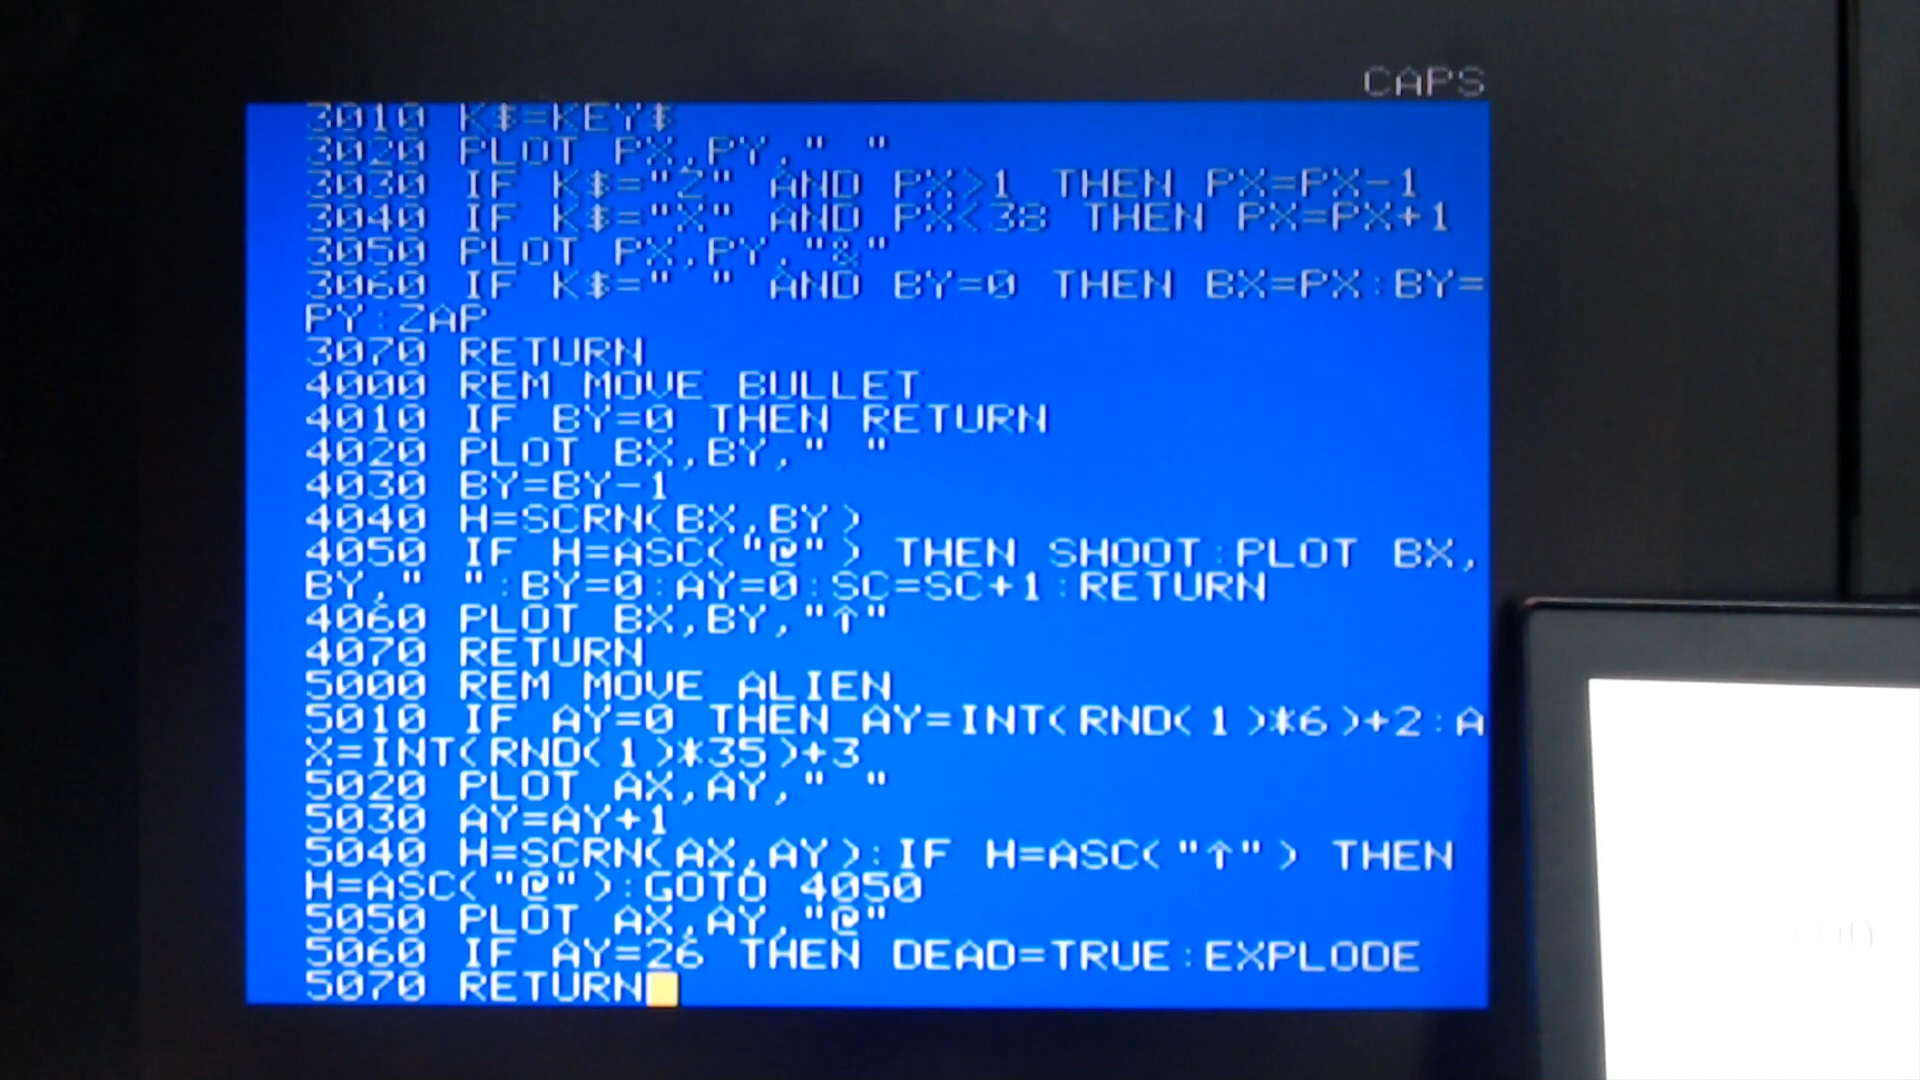 CAPS
3010 K$=KEY$
3020 PLOT PX,PY," "
3030 IF K$="Z" AND PX>1 THEN PX=PX-1
3040 IF K$="X" AND PX<38 THEN PX=PX+1
3050 PLOT PX,PY,"&"
3060 IF K$=" " AND BY=0 THEN BX=PX:BY=
PY:ZAP
3070 RETURN
4000 REM MOVE BULLET
4010 IF BY=0 THEN RETURN
4020 PLOT BX,BY," "
4030 BY=BY-1
4040 H=SCRN(BX,BY)
4050 IF H=ASC("@") THEN SHOOT:PLOT BX,
BY," ":BY=0:AY=0:SC=SC+1:RETURN
4060 PLOT BX,BY,"↑"
4070 RETURN
5000 REM MOVE ALIEN
5010 IF AY=0 THEN AY=INT(RND(1)*6)+2:A
X=INT(RND(1)*35)+3
5020 PLOT AX,AY," "
5030 AY=AY+1
5040 H=SCRN(AX,AY):IF H=ASC("↑") THEN
H=ASC("@"):GOTO 4050
5050 PLOT AX,AY,"@"
5060 IF AY=26 THEN DEAD=TRUE:EXPLODE
5070 RETURN